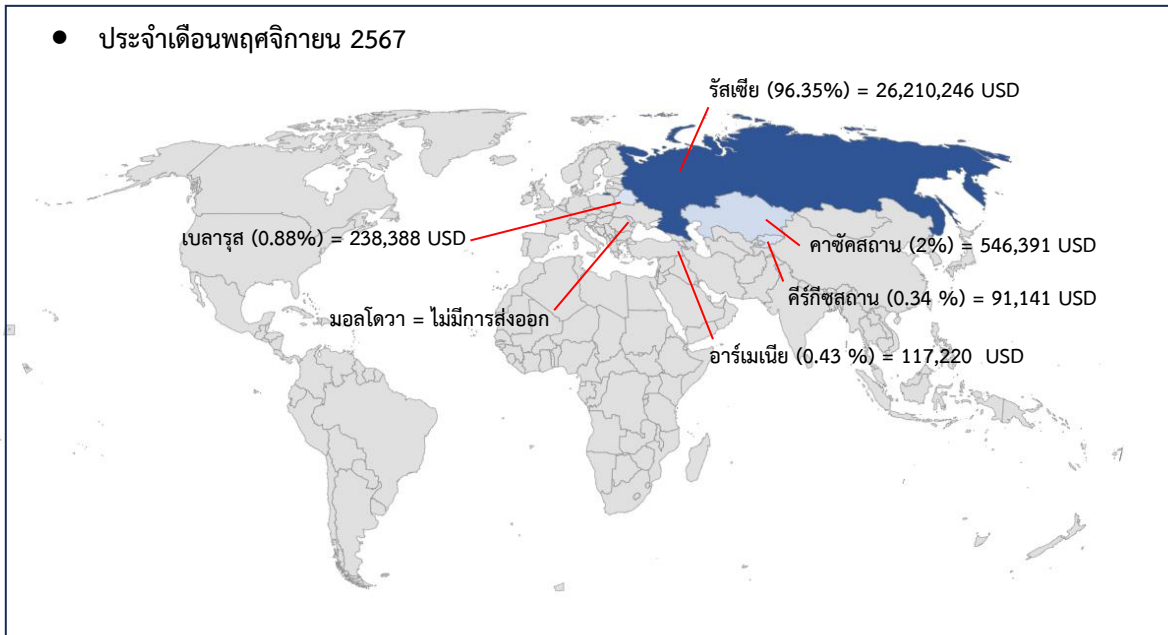 ● ประจำเดือนพฤศจิกายน 2567
รัสเซีย (96.35%) = 26,210,246 USD
เบลารุส (0.88%) = 238,388 USD
คาซัคสถาน (2%) = 546,391 USD
คีร์กีซสถาน (0.34 %) = 91,141 USD
มอลโดวา = ไม่มีการส่งออก
อาร์เมเนีย (0.43 %) = 117,220 USD